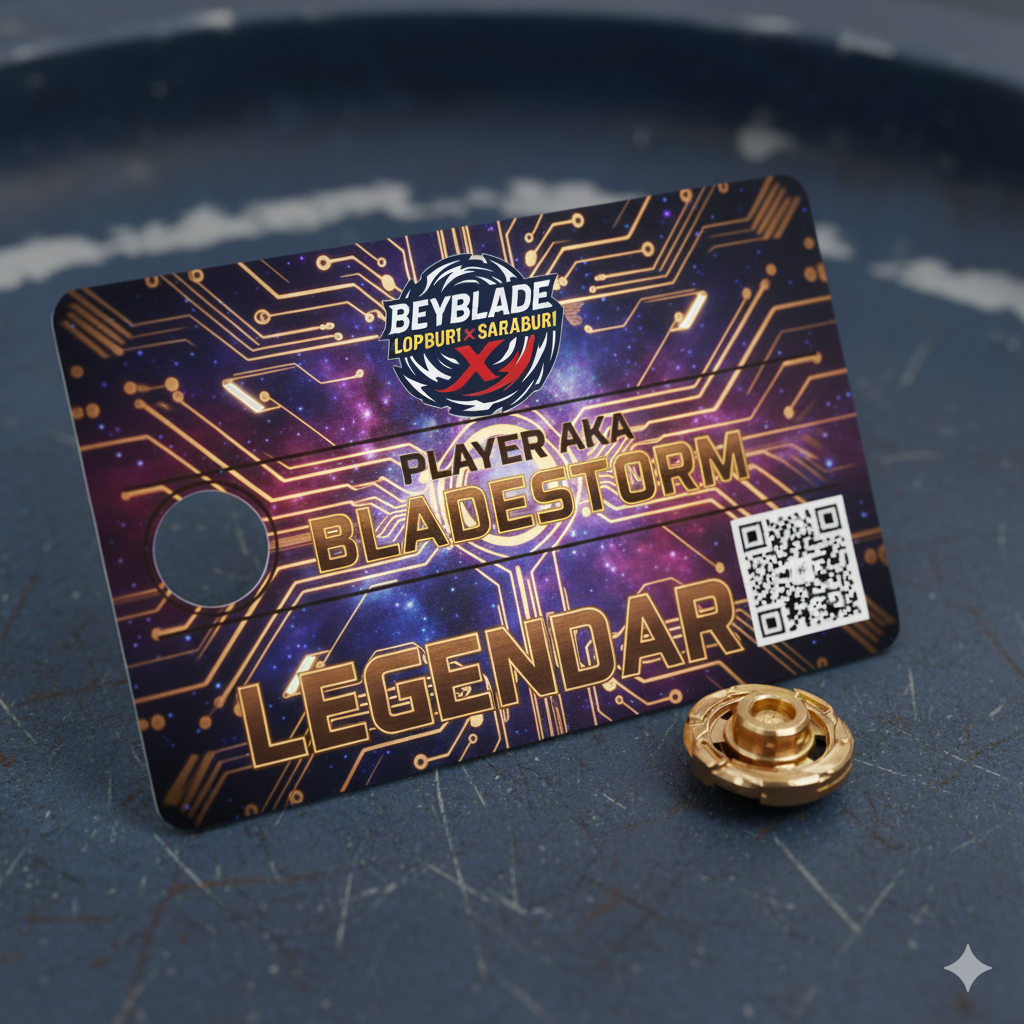 BEYBLADE
LOPBURI × SARABURI
X
PLAYER AKA
BLADESTORM
LEGENDAR